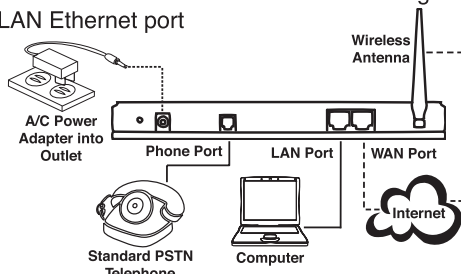 LAN Ethernet port
Wireless
Antenna
A/C Power
Adapter into
Outlet
Phone Port
LAN Port
WAN Port
Internet
Standard PSTN
Telephone
Computer